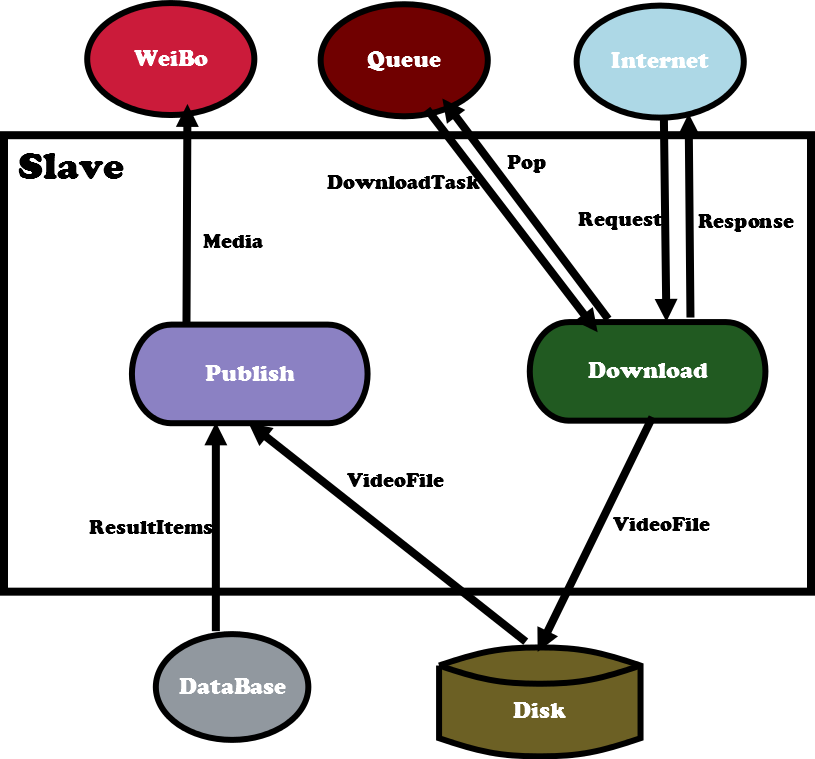 WeiBo
Queue
Internet
Slave
Pop
DownloadTask
Request
Response
Media
Publish
Download
VideoFile
ResultItems
VideoFile
DataBase
Disk